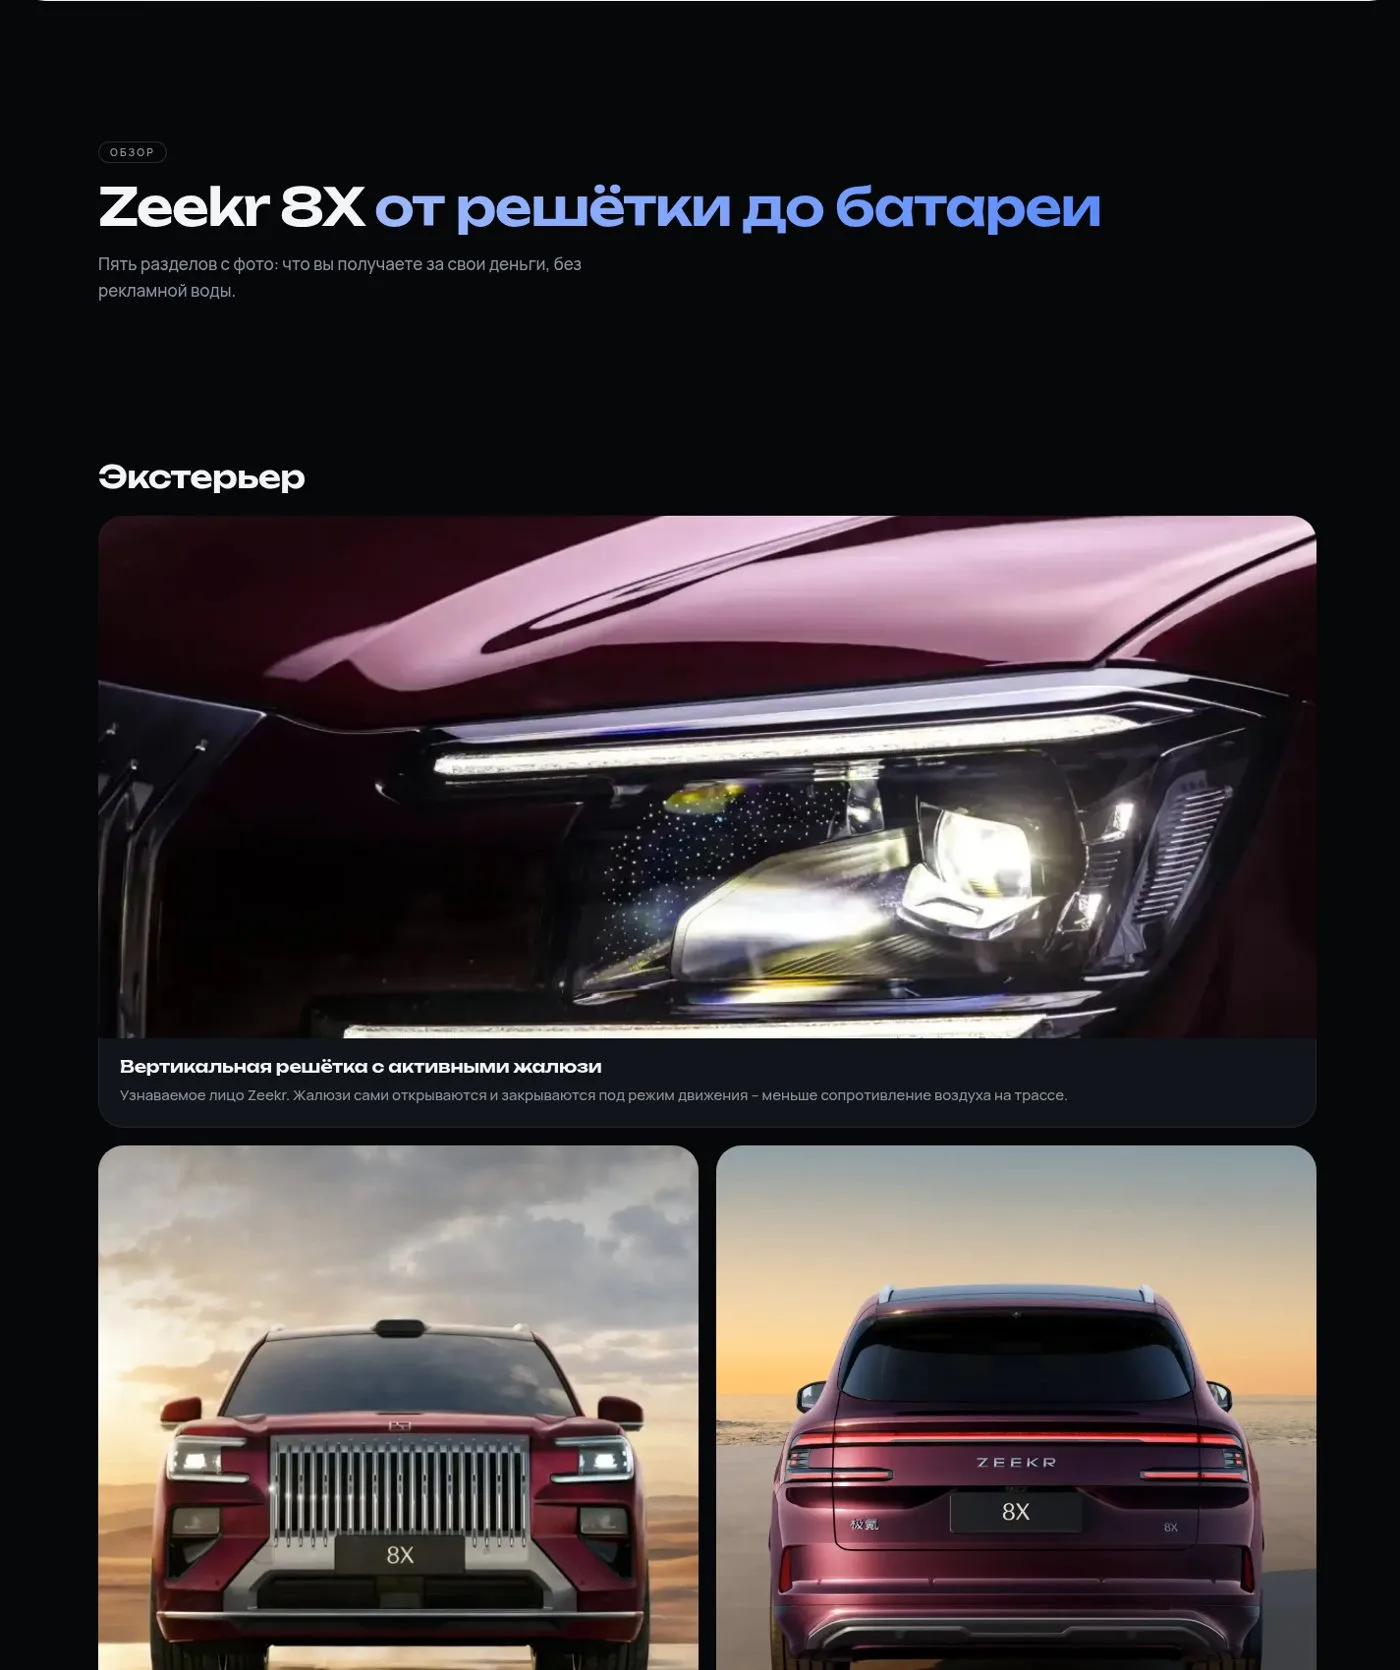 ОБЗОР
Zeekr 8X от решётки до батареи
Пять разделов с фото: что вы получаете за свои деньги, без
рекламной воды.
Экстерьер
Вертикальная решётка с активными жалюзи
Узнаваемое лицо Zeekr. Жалюзи сами открываются и закрываются под режим движения – меньше сопротивление воздуха на трассе.
8X
ZEEKR
8X
极氪
8X